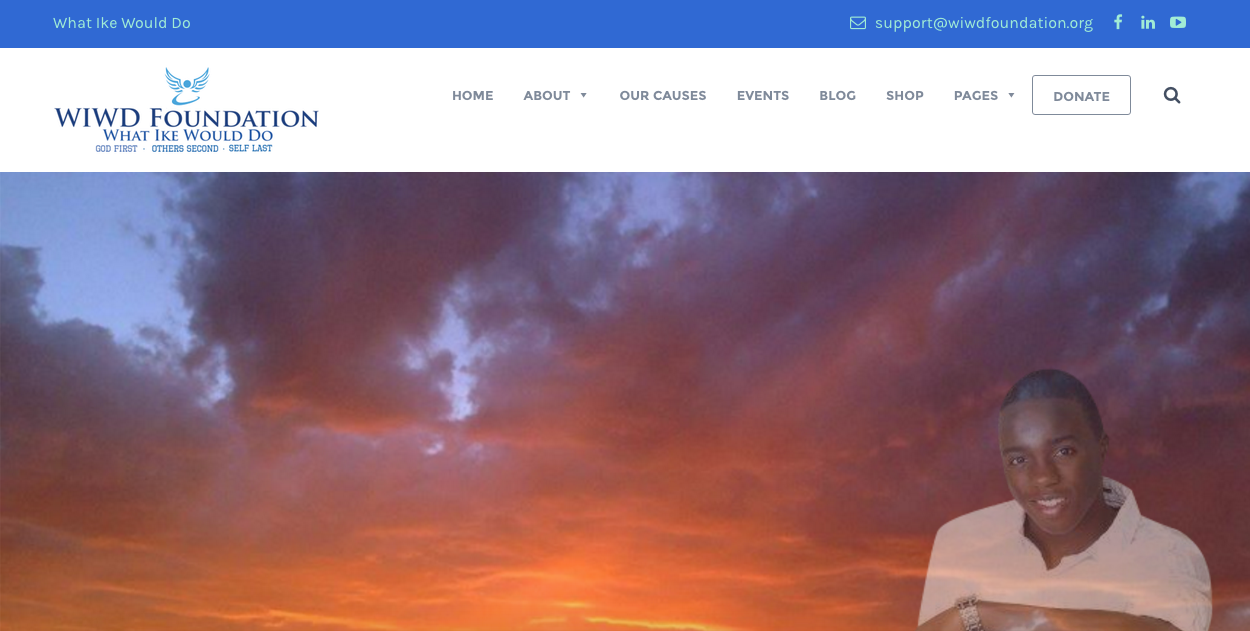 What Ike Would Do
support@wiwdfoundation.org
WIWD FOUNDATION
WHAT IKE WOULD DO
GOD FIRST - OTHERS SECOND - SELF LAST
HOME ABOUT OUR CAUSES EVENTS BLOG SHOP PAGES DONATE